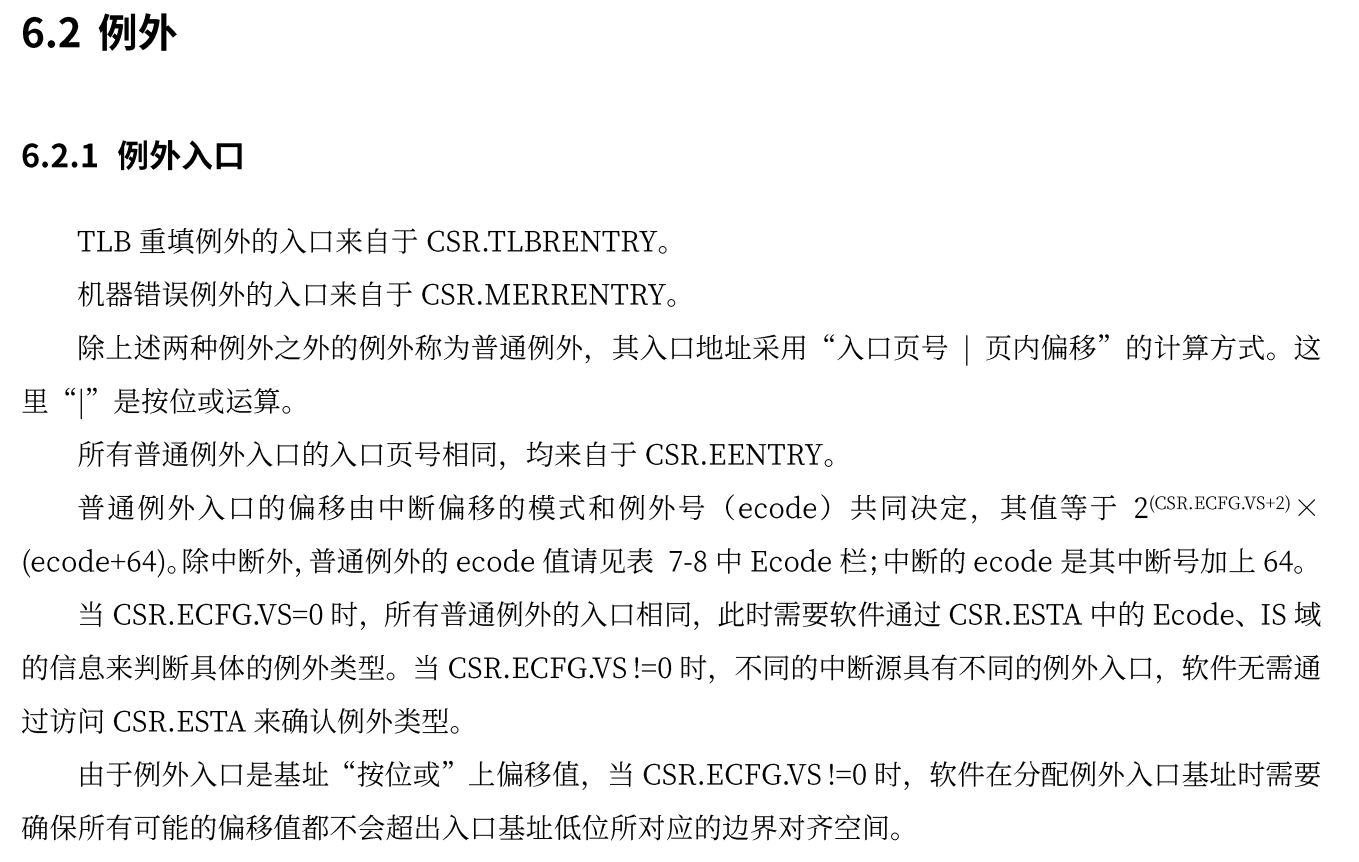 6.2 例外
6.2.1 例外入口
TLB 重填例外的入口来自于 CSR.TLBRENTRY。
机器错误例外的入口来自于 CSR.MERRENTRY。
除上述两种例外之外的例外称为普通例外，其入口地址采用“入口页号 | 页内偏移”的计算方式。这
里“|”是按位或运算。
所有普通例外入口的入口页号相同，均来自于 CSR.EENTRY。
普通例外入口的偏移由中断偏移的模式和例外号（ecode）共同决定，其值等于 2^(CSR.ECFG.VS+2)×
(ecode+64)。除中断外，普通例外的 ecode 值请见表 7-8 中 Ecode 栏；中断的 ecode 是其中断号加上 64。
当 CSR.ECFG.VS=0 时，所有普通例外的入口相同，此时需要软件通过 CSR.ESTA 中的 Ecode、IS 域
的信息来判断具体的例外类型。当 CSR.ECFG.VS!=0 时，不同的中断源具有不同的例外入口，软件无需通
过访问 CSR.ESTA 来确认例外类型。
由于例外入口是基址“按位或”上偏移值，当 CSR.ECFG.VS!=0 时，软件在分配例外入口基址时需要
确保所有可能的偏移值都不会超出入口基址低位所对应的边界对齐空间。